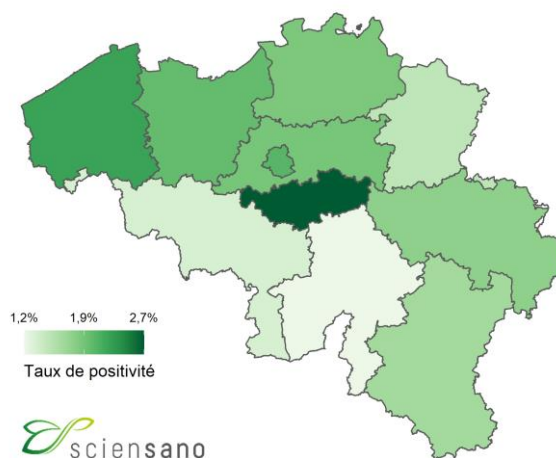 1,2% 1,9% 2,7%
Taux de positivité
sciensano